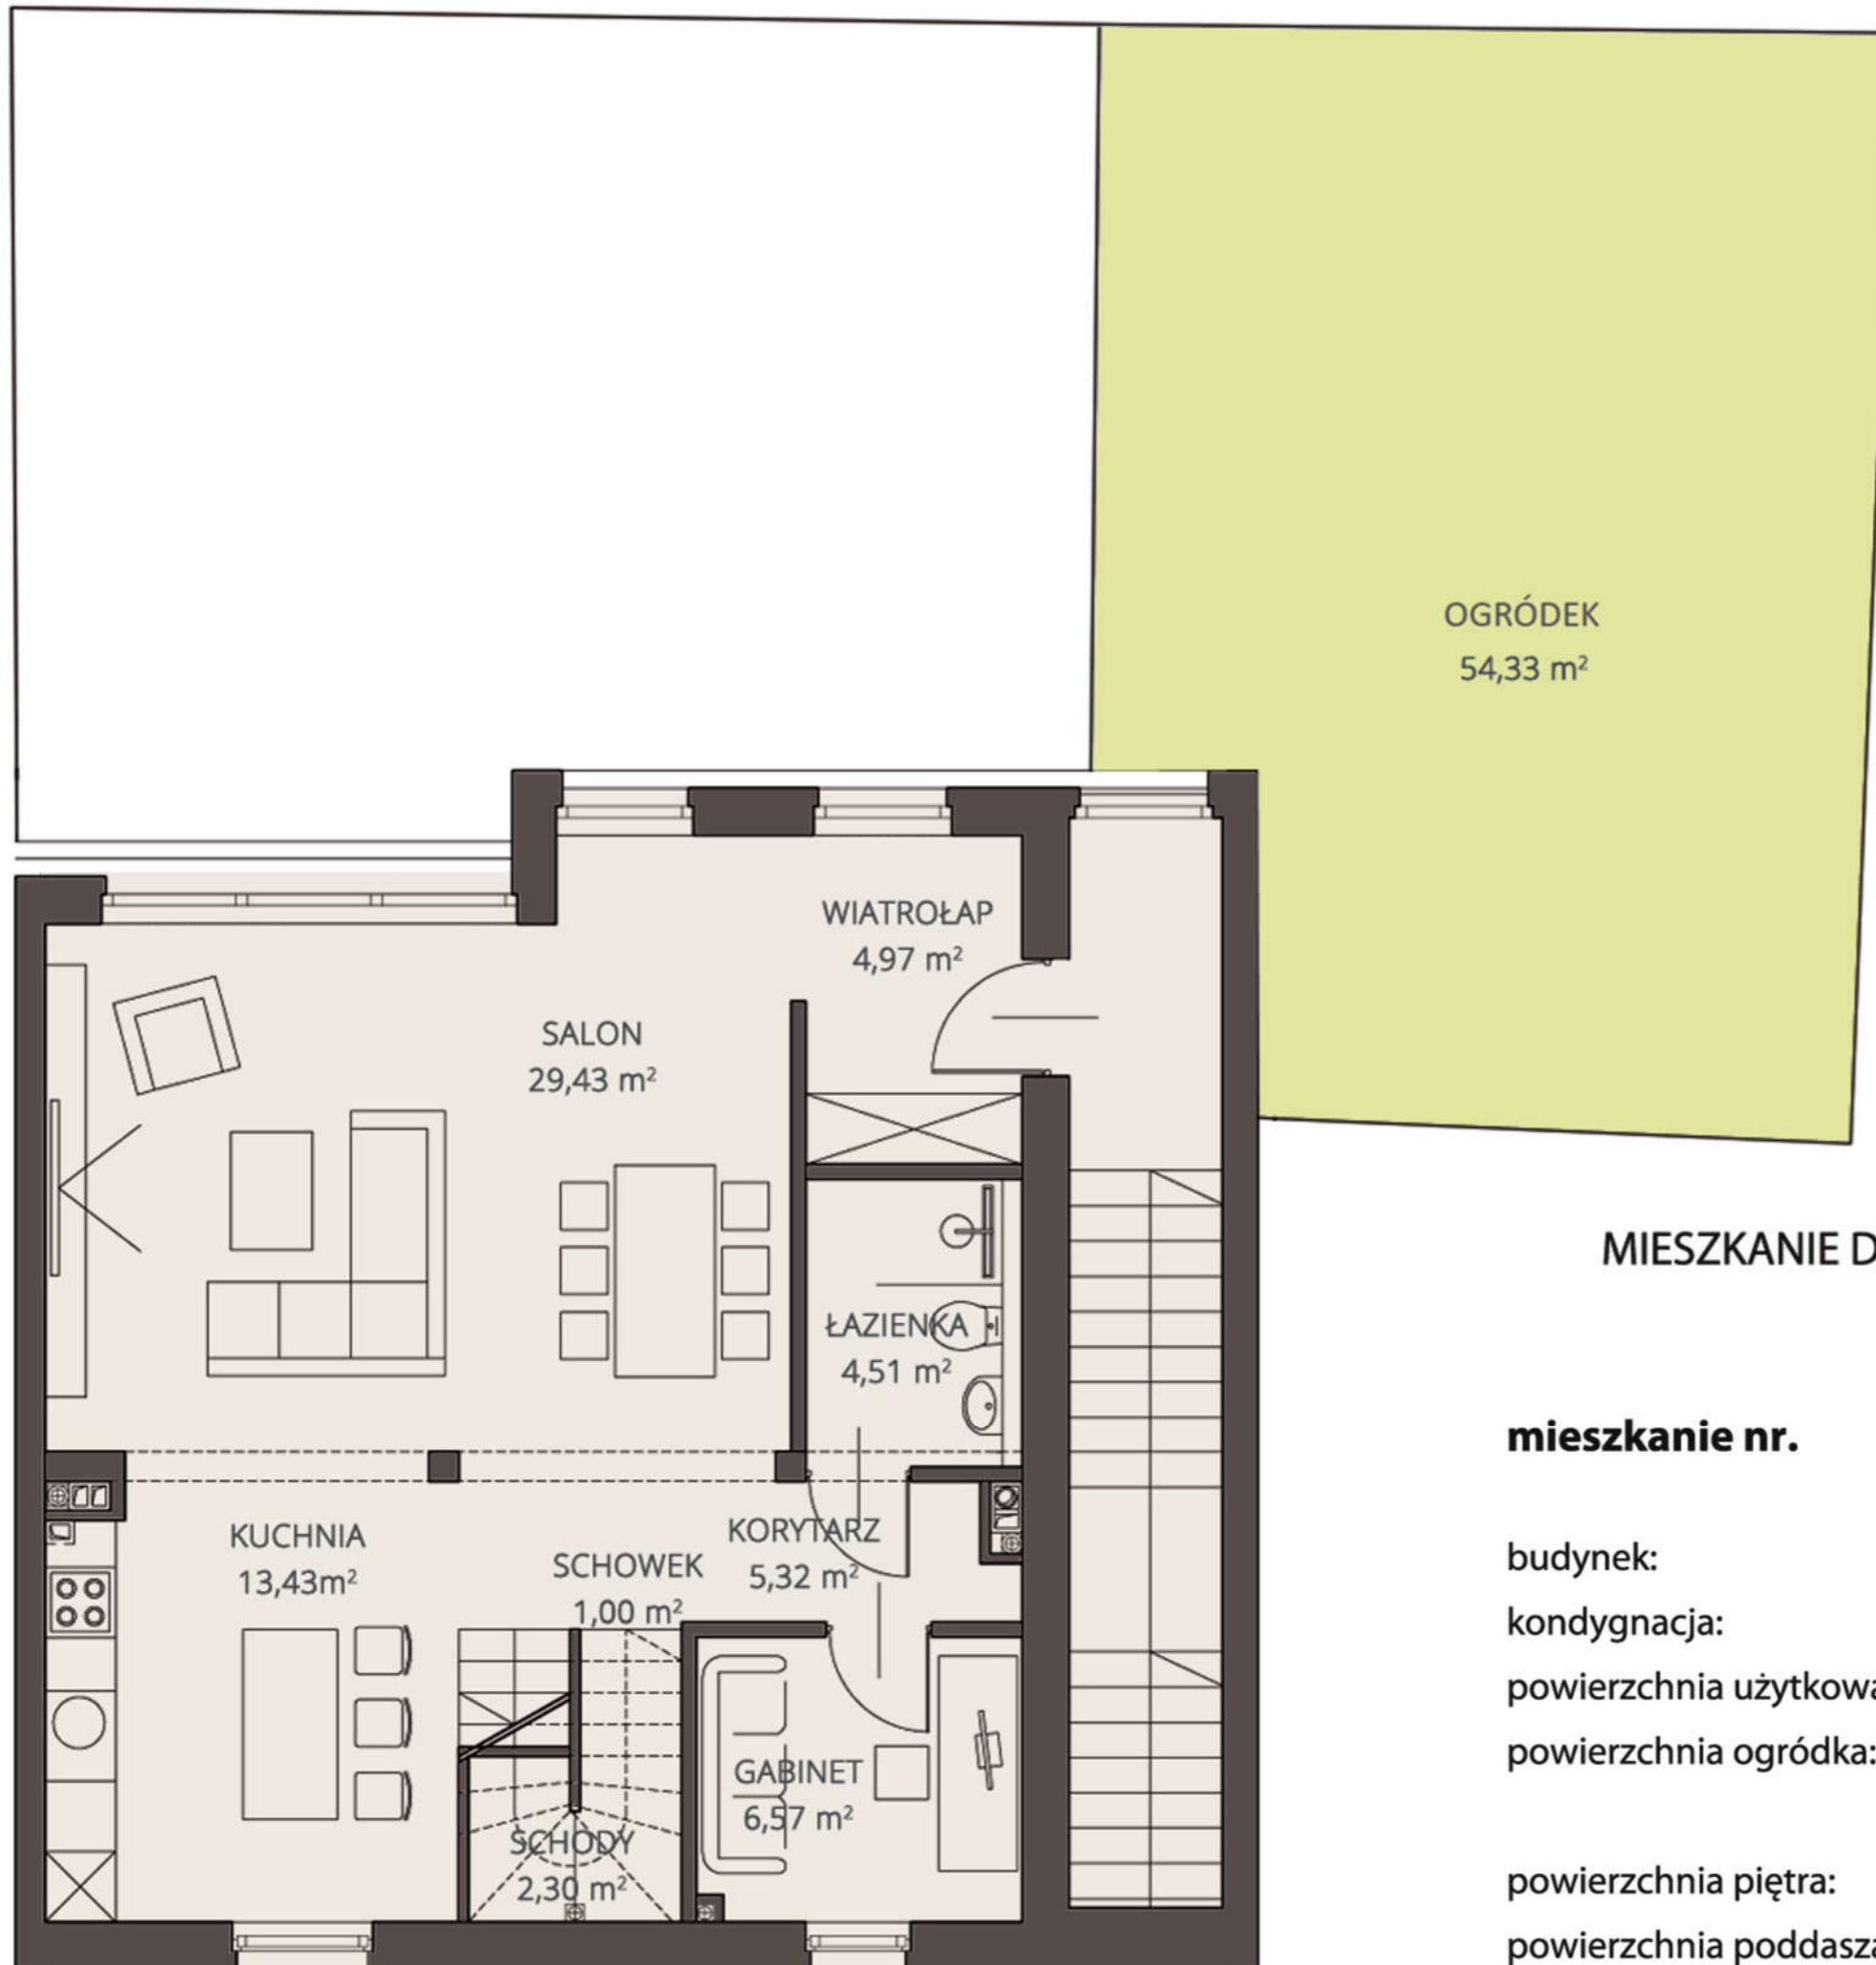 OGRÓDEK
54,33 m²
WIATROŁAP
4,97 m²
SALON
29,43 m²
MIESZKANIE D
ŁAZIENKA
4,51 m²
mieszkanie nr.
KUCHNIA
13,43m²
SCHOWEK
1,00 m²
KORYTARZ
5,32 m²
budynek:
kondygnacja:
powierzchnia użytkowa
powierzchnia ogródka:
GABINET
6,57 m²
SCHODY
2,30 m²
powierzchnia piętra:
powierzchnia poddasza